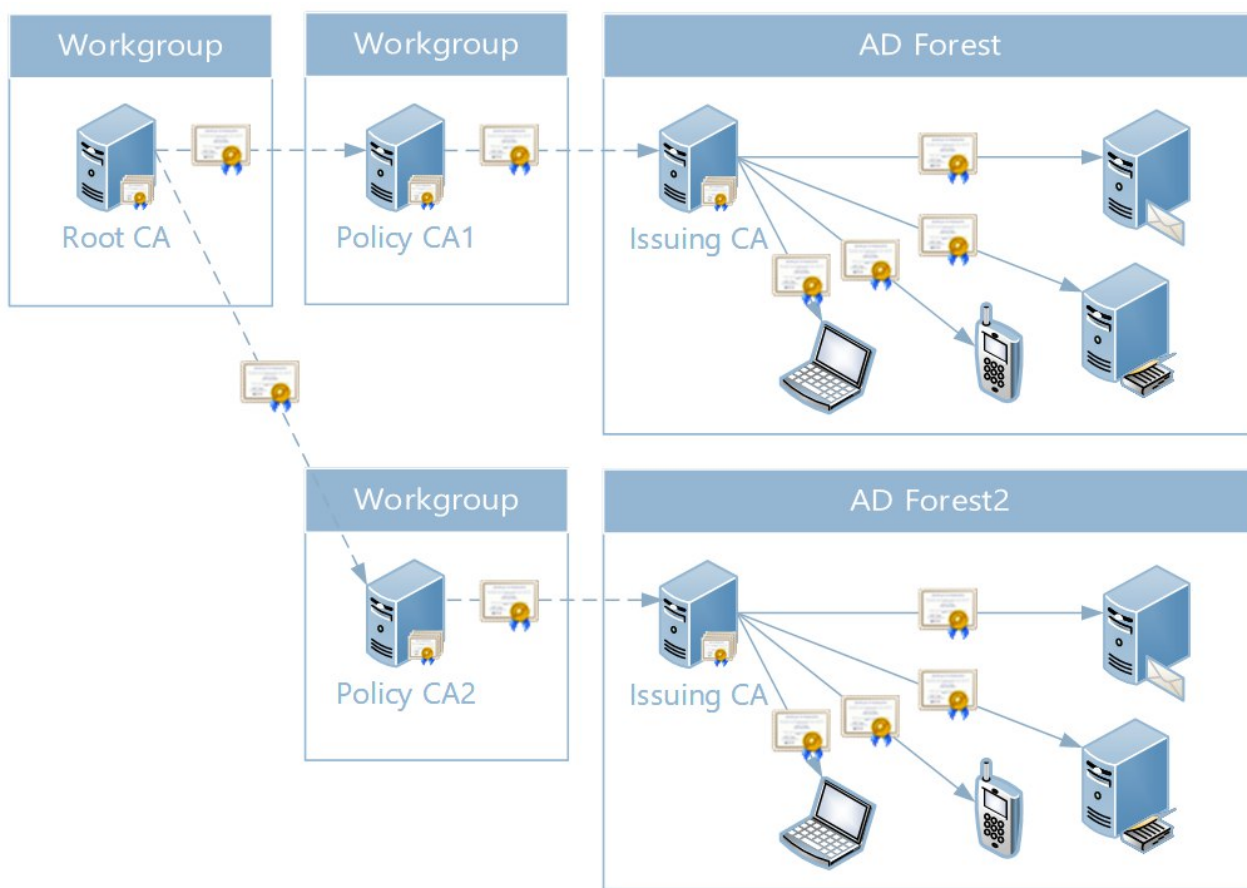 Workgroup
Workgroup
AD Forest
Root CA
Policy CA1
Issuing CA
Workgroup
AD Forest2
Policy CA2
Issuing CA